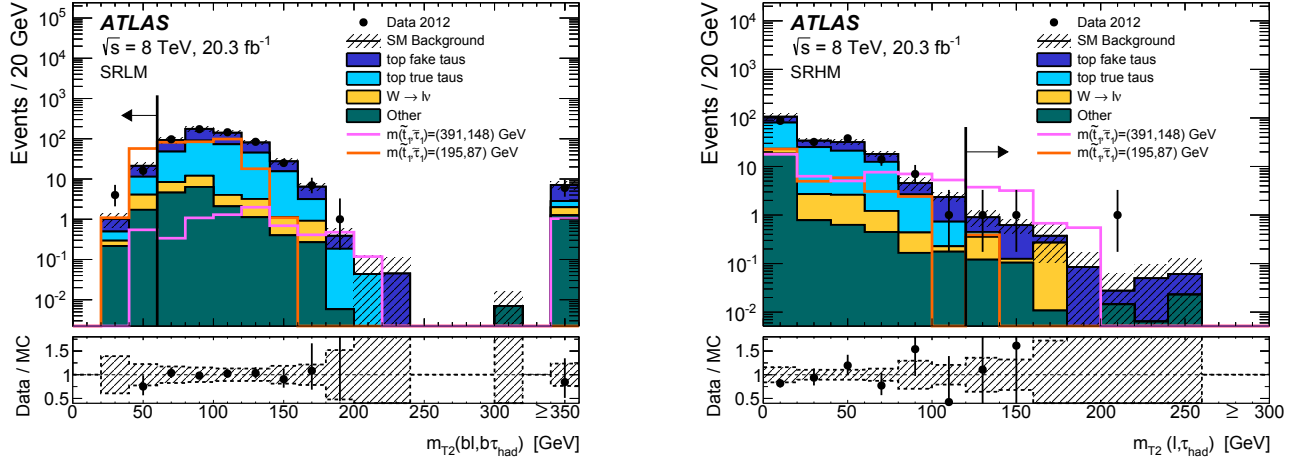 ATLAS
√s = 8 TeV, 20.3 fb⁻¹
SRLM
Data 2012
SM Background
top fake taus
top true taus
W → lν
Other
m(t̃₁,τ̃₁)=(391,148) GeV
m(t̃₁,τ̃₁)=(195,87) GeV
Events / 20 GeV
10⁵
10⁴
10³
10²
10
1
10⁻¹
10⁻²
Data / MC
1.5
1
0.5
0 50 100 150 200 250 300 ≥350
m_T2(bl,bτ_had) [GeV]
ATLAS
√s = 8 TeV, 20.3 fb⁻¹
SRHM
Data 2012
SM Background
top fake taus
top true taus
W → lν
Other
m(t̃₁,τ̃₁)=(391,148) GeV
m(t̃₁,τ̃₁)=(195,87) GeV
Events / 20 GeV
10⁴
10³
10²
10
1
10⁻¹
10⁻²
Data / MC
1.5
1
0.5
0 50 100 150 200 250 ≥ 300
m_T2 (l,τ_had) [GeV]